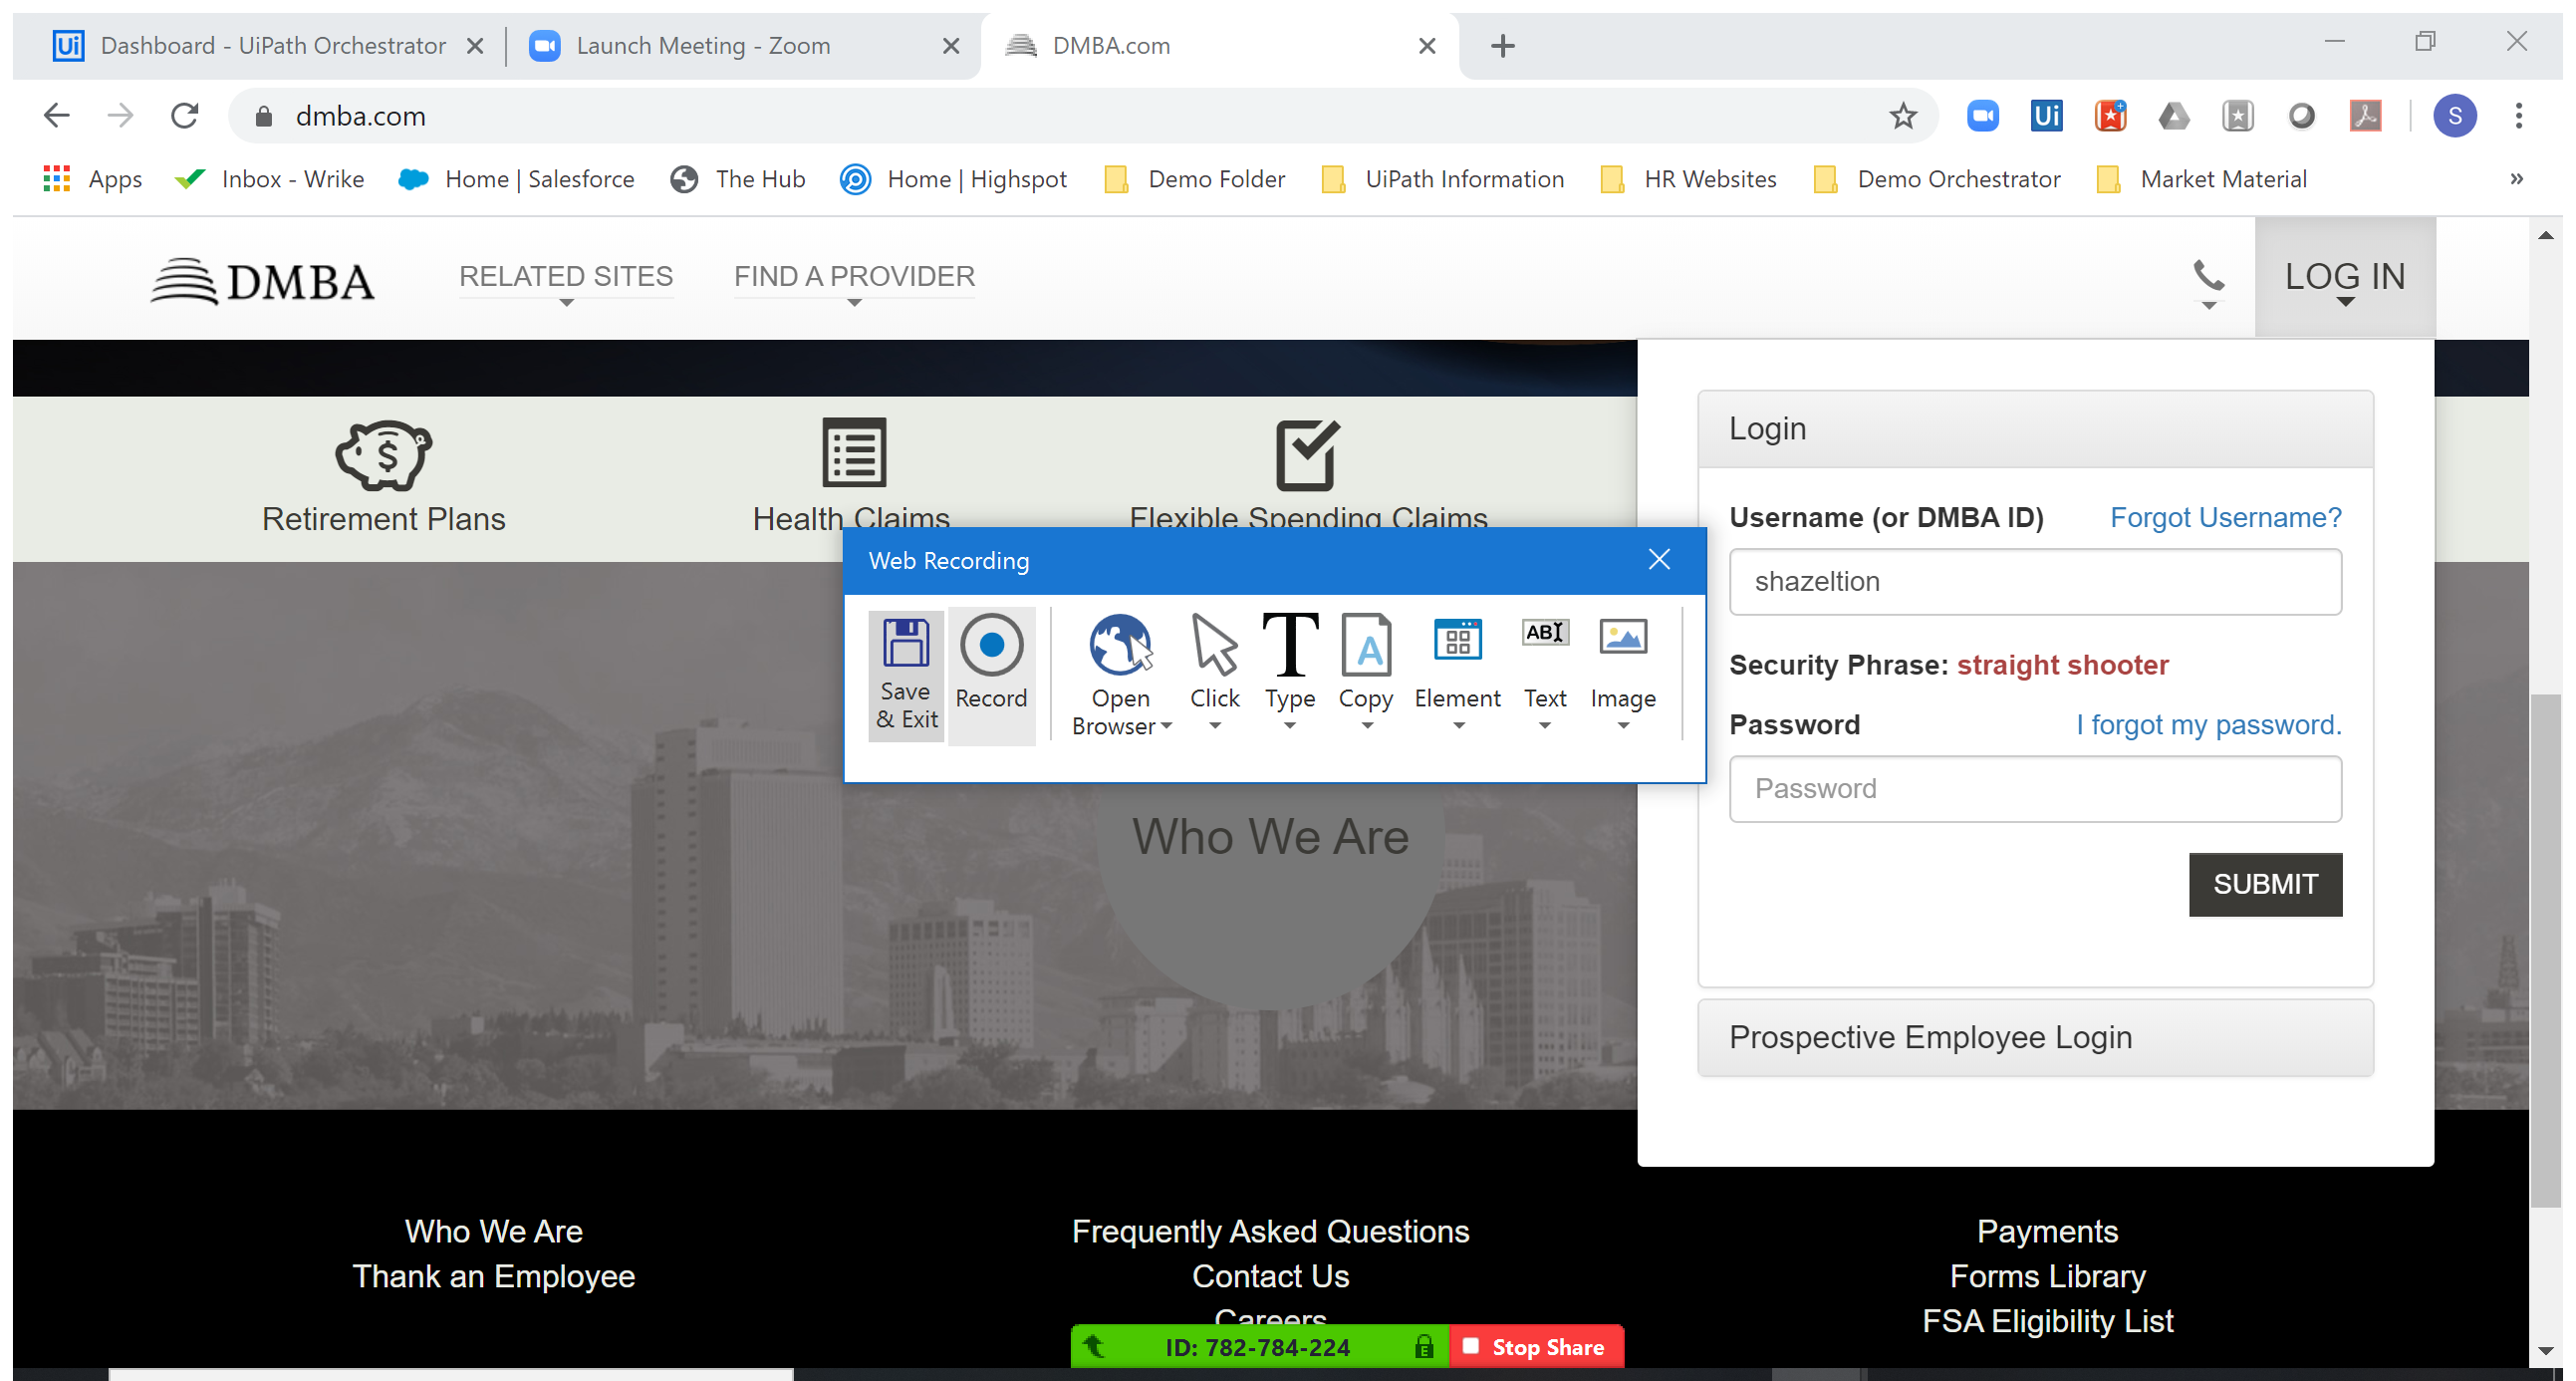 Dashboard - UiPath Orchestrator
Launch Meeting - Zoom
DMBA.com
dmba.com
Ui
S
Apps
Inbox - Wrike
Home | Salesforce
The Hub
Home | Highspot
Demo Folder
UiPath Information
HR Websites
Demo Orchestrator
Market Material
»
DMBA
RELATED SITES
FIND A PROVIDER
LOG IN
Retirement Plans
Health Claims
Flexible Spending Claims
Login
Username (or DMBA ID)
Forgot Username?
shazeltion
Security Phrase: straight shooter
Password
I forgot my password.
Password
SUBMIT
Prospective Employee Login
Web Recording
Save & Exit
Record
Open Browser
Click
Type
Copy
Element
Text
Image
Who We Are
Who We Are
Thank an Employee
Frequently Asked Questions
Contact Us
Careers
Payments
Forms Library
FSA Eligibility List
ID: 782-784-224
Stop Share